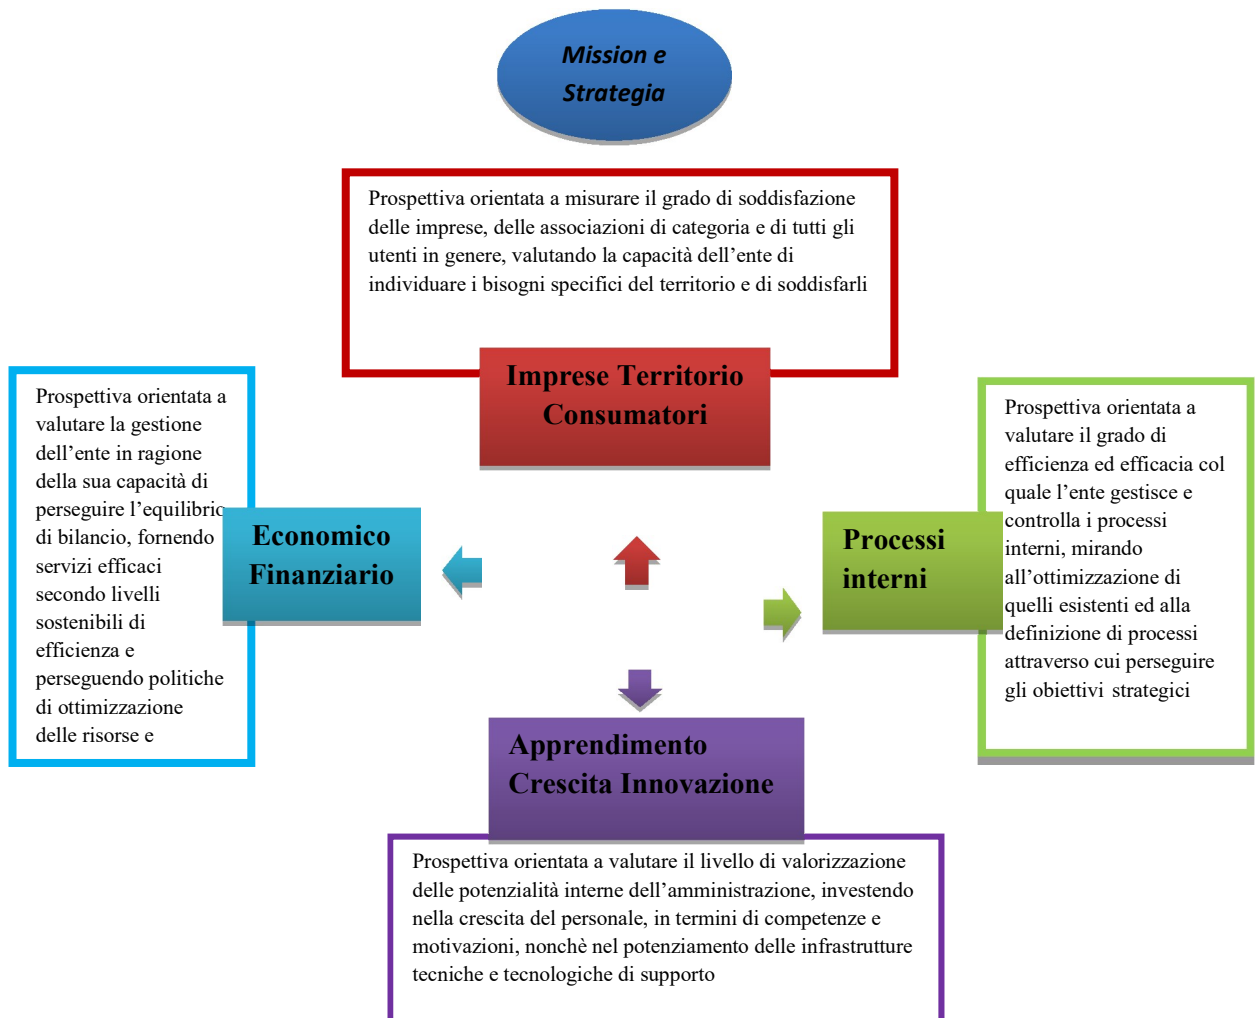 Mission e
Strategia
Prospettiva orientata a misurare il grado di soddisfazione
delle imprese, delle associazioni di categoria e di tutti gli
utenti in genere, valutando la capacità dell’ente di
individuare i bisogni specifici del territorio e di soddisfarli
Imprese Territorio
Consumatori
Prospettiva orientata a
valutare la gestione
dell’ente in ragione
della sua capacità di
perseguire l’equilibrio
di bilancio, fornendo
servizi efficaci
secondo livelli
sostenibili di
efficienza e
perseguendo politiche
di ottimizzazione
delle risorse e
Economico
Finanziario
Processi
interni
Prospettiva orientata a
valutare il grado di
efficienza ed efficacia col
quale l’ente gestisce e
controlla i processi
interni, mirando
all’ottimizzazione di
quelli esistenti ed alla
definizione di processi
attraverso cui perseguire
gli obiettivi strategici
Apprendimento
Crescita Innovazione
Prospettiva orientata a valutare il livello di valorizzazione
delle potenzialità interne dell’amministrazione, investendo
nella crescita del personale, in termini di competenze e
motivazioni, nonchè nel potenziamento delle infrastrutture
tecniche e tecnologiche di supporto